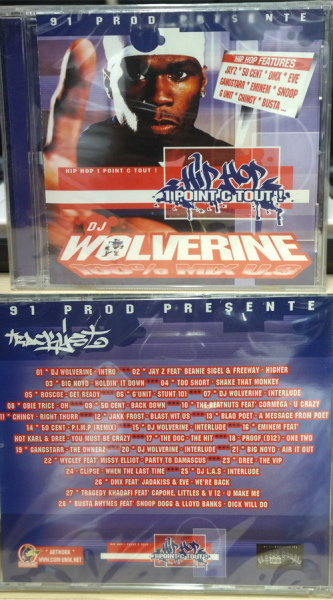 91 PROD PRESENTE
HIP HOP FEATURES
JAY'Z * 50 CENT * DMX * EVE
GANGSTARR * EMINEM * SNOOP
G UNIT * CHINGY * BUSTA ...
HIP HOP 1 POINT C TOUT !
HIP HOP
1 POINT C TOUT !
DJ
WOLVERINE
100% MIX U.S
91 PROD PRESENTE
TRACKLIST
01 * DJ WOLVERINE - INTRO *** 02 * JAY Z FEAT BEANIE SIGEL & FREEWAY - HIGHER
03 * BIG NOYD - HOLDIN' IT DOWN *** 04 * TOO SHORT - SHAKE THAT MONKEY
05 * ROSCOE - GET READY *** 06 * G'UNIT - STUNT 101 *** 07 * DJ WOLVERINE - INTERLUDE
08 * OBIE TRICE - OH *** 09 * 50 CENT - BACK DOWN *** 10 * THE BEATNUTS FEAT CORMEGA - U CRAZY
11 * CHINGY - RIGHT THURR *** 12 * JAKK FROST - BLAST WIT US *** 13 * BLAO POET - A MESSAGE FROM POET
14 * 50 CENT - P.I.M.P. (REMIX) *** 15 * DJ WOLVERINE - INTERLUDE *** 16 * EMINEM FEAT
HOT KARL & DREE - YOU MUST BE CRAZY *** 17 * THE DOC - THE HIT *** 18 * PROOF (D12) - ONE TWO
19 * GANGSTARR - THE OWNERZ *** 20 * DJ WOLVERINE - INTERLUDE *** 21 * BIG NOYD - AIR IT OUT
22 * WYCLEF FEAT. MISSY ELLIOT - PARTY TO DAMASCUS *** 23 * DREE - THE VIP
24 * CLIPSE - WHEN THE LAST TIME *** 25 * DJ L.A.S - INTERLUDE
26 * DMX FEAT JADAKISS & EVE - WE'RE BACK
27 * TRAGEDY KHADAFI FEAT CAPONE, LITTLES & V 12 - U MAKE ME
28 * BUSTA RHYMES FEAT SNOOP DOGG & LLOYD BANKS - DICK WILL DO
* ARTWORK *
HIP HOP
1 POINT C TOUT !